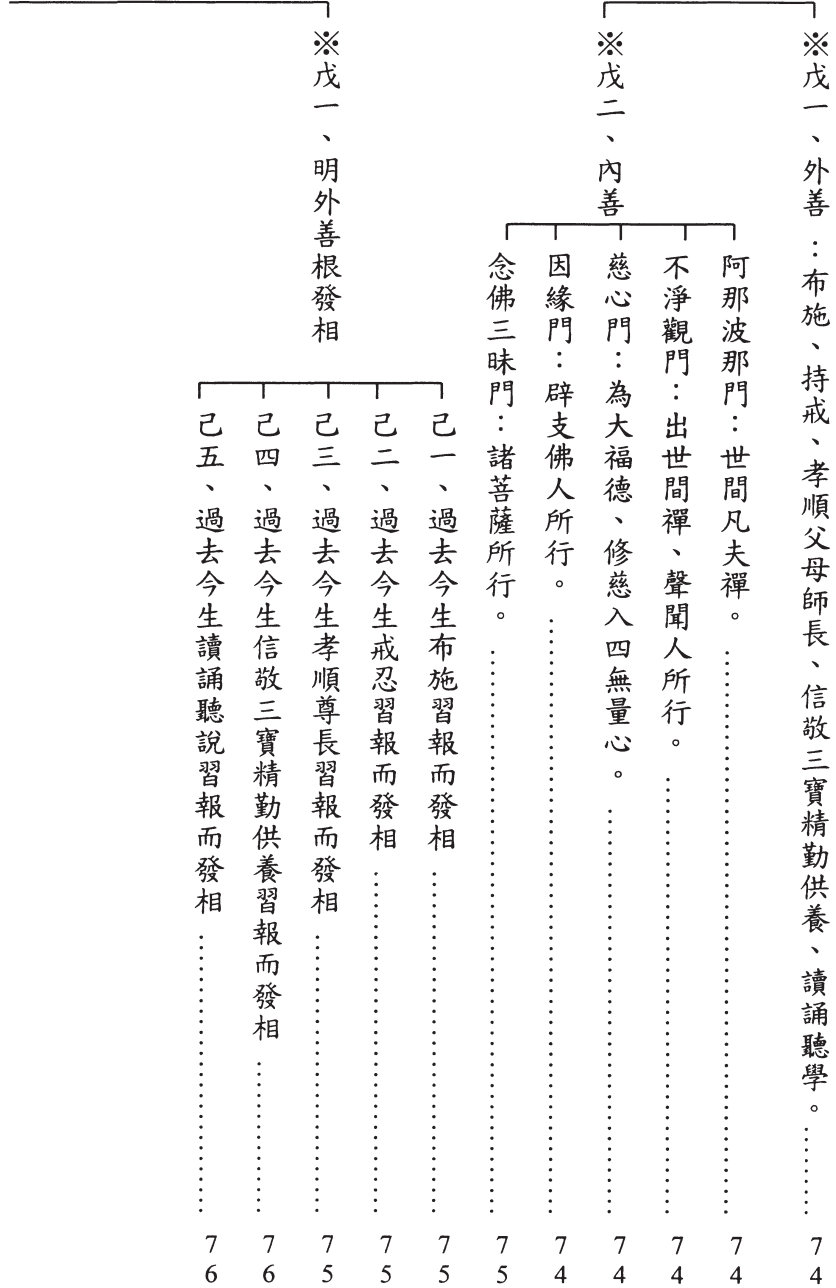 ※戊一、外善：布施、持戒、孝順父母師長、信敬三寶精勤供養、讀誦聽學。……… 74
※戊二、內善
阿那波那門：世間凡夫禪。……… 74
不淨觀門：出世間禪、聲聞人所行。……… 74
慈心門：為大福德、修慈入四無量心。……… 74
因緣門：辟支佛人所行。……… 74
念佛三昧門：諸菩薩所行。……… 75
※戊一、明外善根發相
己一、過去今生布施習報而發相……… 75
己二、過去今生戒忍習報而發相……… 75
己三、過去今生孝順尊長習報而發相……… 75
己四、過去今生信敬三寶精勤供養習報而發相……… 76
己五、過去今生讀誦聽說習報而發相……… 76